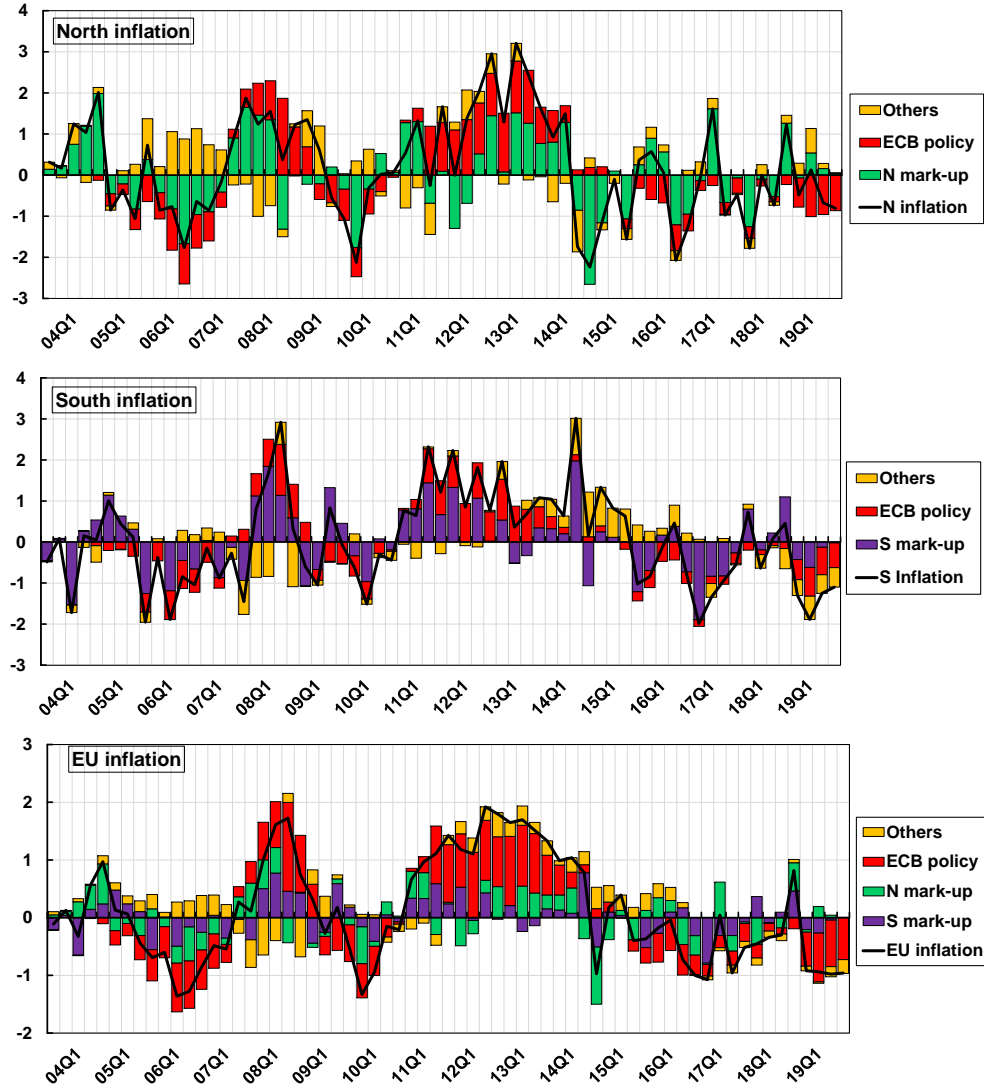 North inflation
4
3
2
1
0
-1
-2
-3
04Q1
05Q1
06Q1
07Q1
08Q1
09Q1
10Q1
11Q1
12Q1
13Q1
14Q1
15Q1
16Q1
17Q1
18Q1
19Q1
Others
ECB policy
N mark-up
N inflation
South inflation
4
3
2
1
0
-1
-2
-3
04Q1
05Q1
06Q1
07Q1
08Q1
09Q1
10Q1
11Q1
12Q1
13Q1
14Q1
15Q1
16Q1
17Q1
18Q1
19Q1
Others
ECB policy
S mark-up
S Inflation
EU inflation
3
2
1
0
-1
-2
04Q1
05Q1
06Q1
07Q1
08Q1
09Q1
10Q1
11Q1
12Q1
13Q1
14Q1
15Q1
16Q1
17Q1
18Q1
19Q1
Others
ECB policy
N mark-up
S mark-up
EU inflation